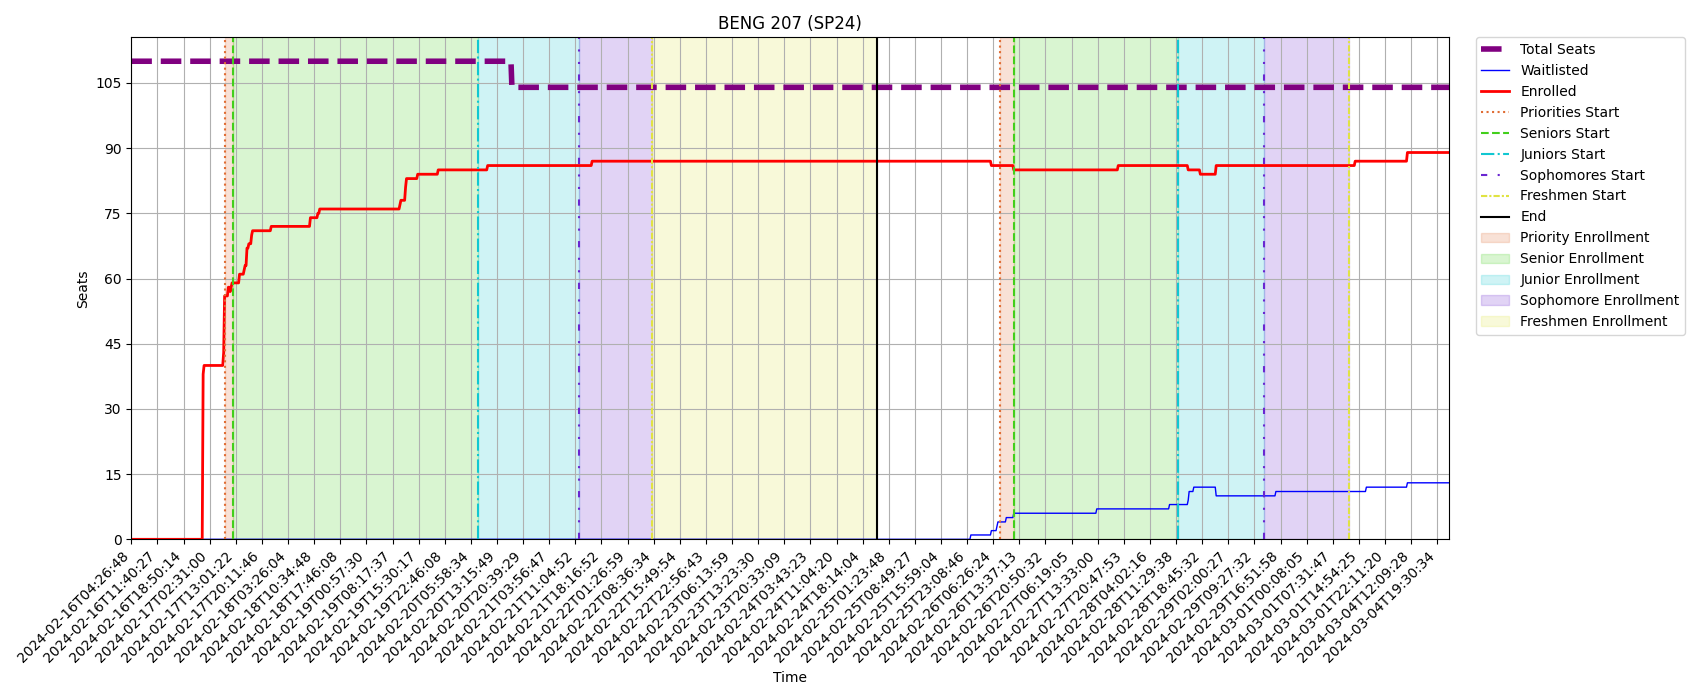 BENG 207 (SP24)
Total Seats
Waitlisted
Enrolled
Priorities Start
Seniors Start
Juniors Start
Sophomores Start
Freshmen Start
End
Priority Enrollment
Senior Enrollment
Junior Enrollment
Sophomore Enrollment
Freshmen Enrollment
Seats
105
90
75
60
45
30
15
0
2024-02-16T04:26:48
2024-02-16T11:40:27
2024-02-16T18:50:14
2024-02-17T02:31:00
2024-02-17T13:01:22
2024-02-17T20:11:46
2024-02-18T03:26:04
2024-02-18T10:34:48
2024-02-18T17:46:08
2024-02-19T00:57:30
2024-02-19T08:17:37
2024-02-19T15:30:17
2024-02-19T22:46:08
2024-02-20T05:58:34
2024-02-20T13:15:49
2024-02-20T20:39:29
2024-02-21T03:56:47
2024-02-21T11:04:52
2024-02-21T18:16:52
2024-02-22T01:26:59
2024-02-22T08:36:34
2024-02-22T15:49:54
2024-02-22T22:56:43
2024-02-23T06:13:59
2024-02-23T13:23:30
2024-02-23T20:33:09
2024-02-24T03:43:23
2024-02-24T11:04:20
2024-02-24T18:14:04
2024-02-25T01:23:48
2024-02-25T08:49:27
2024-02-25T15:59:04
2024-02-25T23:08:46
2024-02-26T06:26:24
2024-02-26T13:37:13
2024-02-26T20:50:32
2024-02-27T06:19:05
2024-02-27T13:33:00
2024-02-27T20:47:53
2024-02-28T04:02:16
2024-02-28T11:29:38
2024-02-28T18:45:32
2024-02-29T02:00:27
2024-02-29T09:27:32
2024-02-29T16:51:58
2024-03-01T00:08:05
2024-03-01T07:31:47
2024-03-01T14:54:25
2024-03-01T22:11:20
2024-03-04T12:09:28
2024-03-04T19:30:34
Time